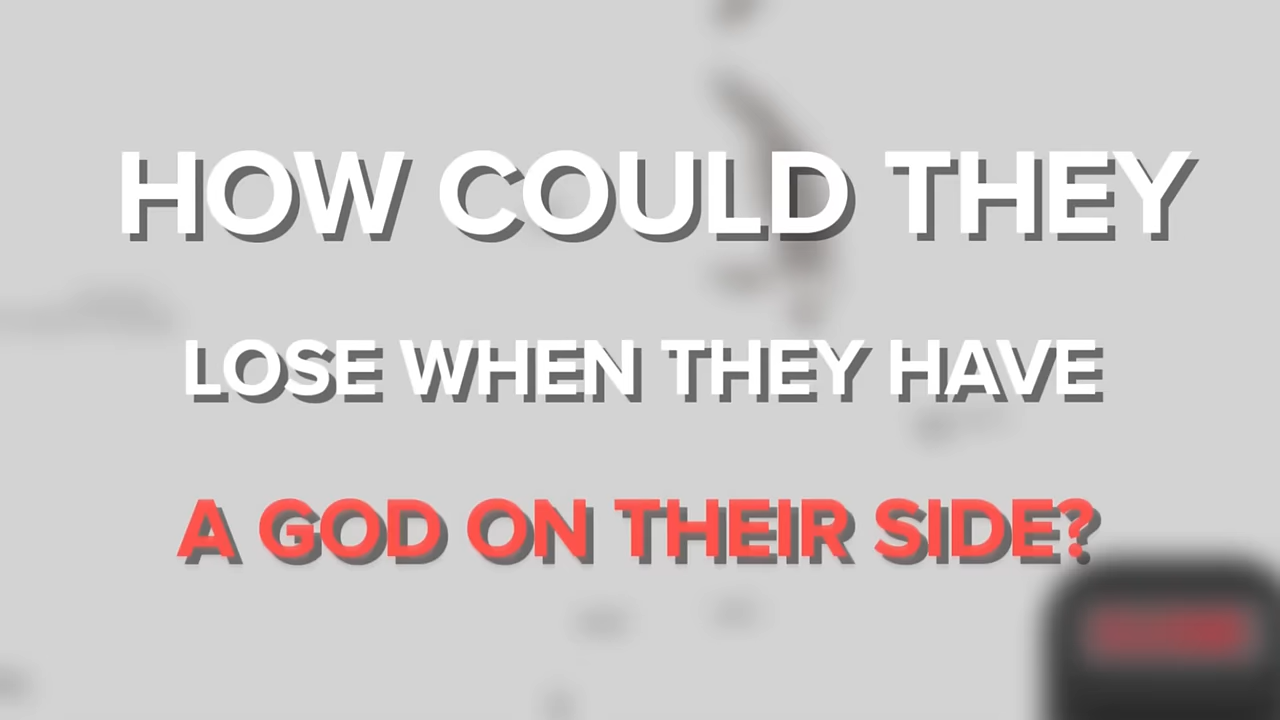 HOW COULD THEY
LOSE WHEN THEY HAVE
A GOD ON THEIR SIDE?